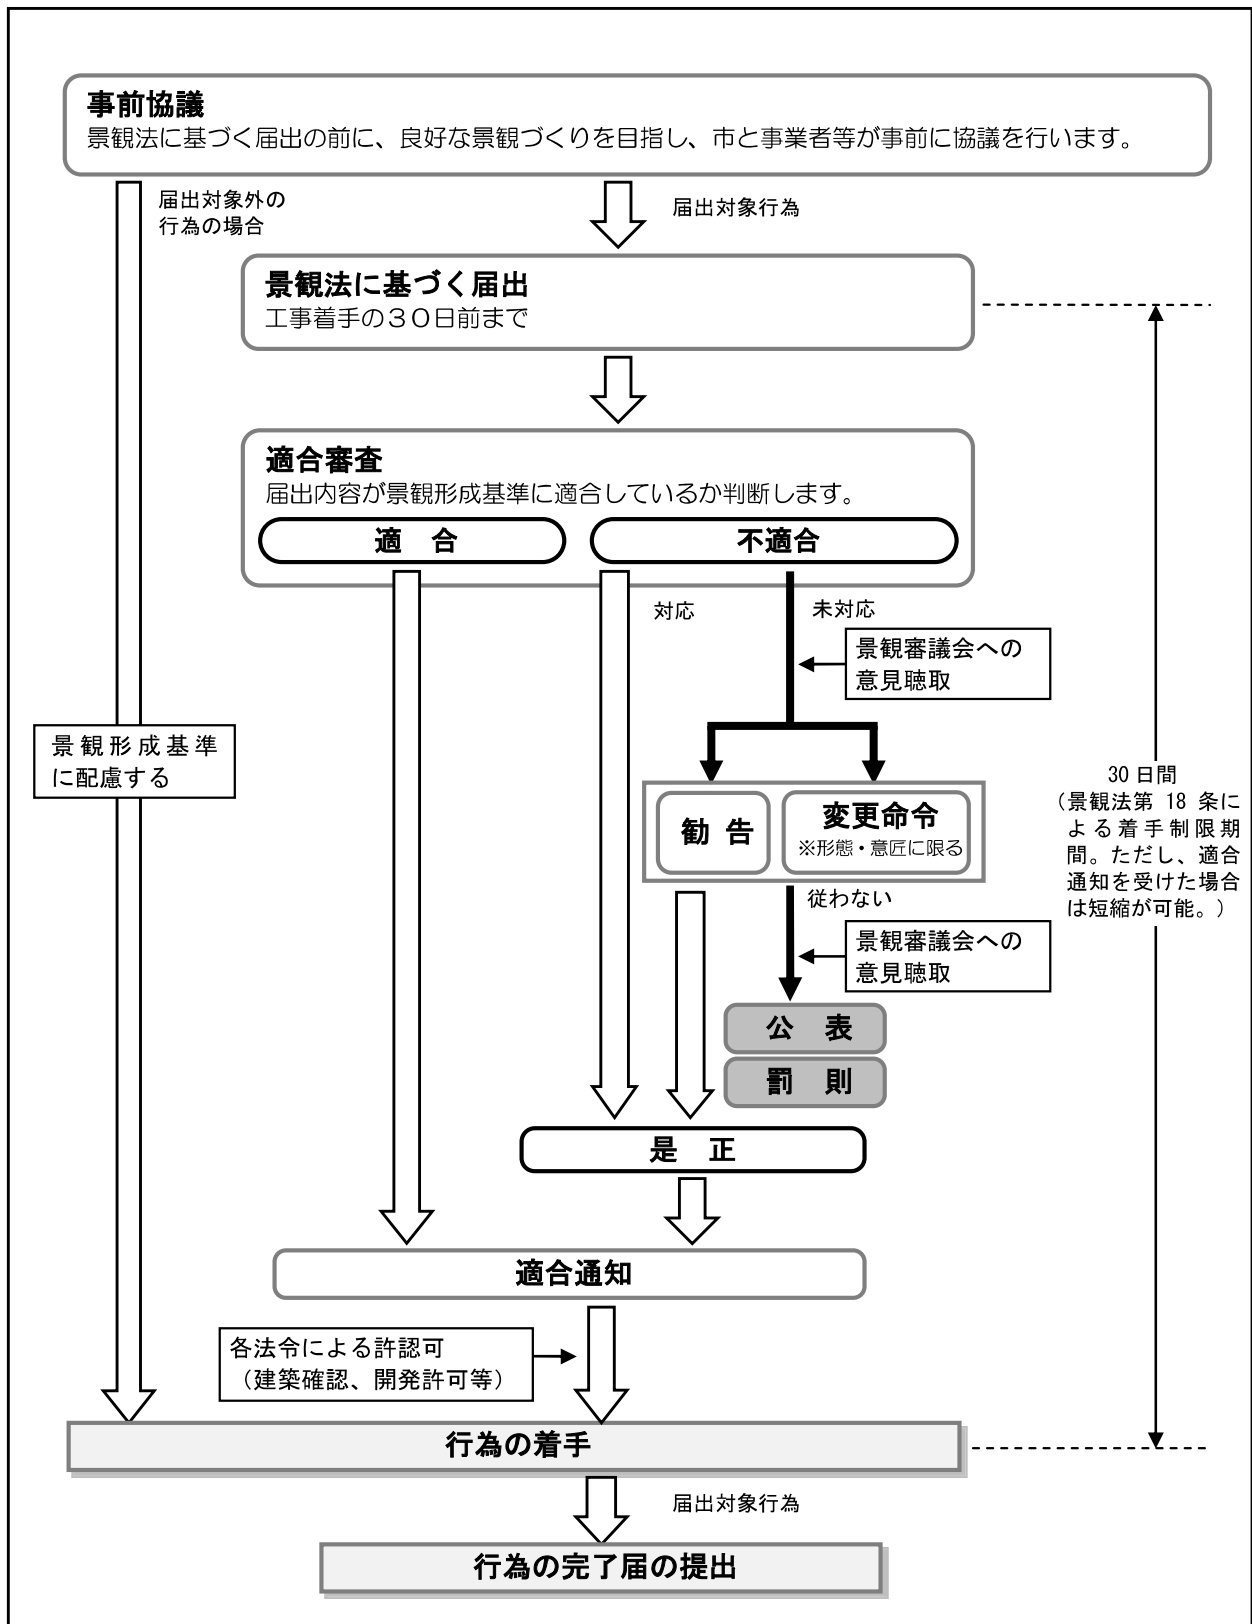 事前協議
景観法に基づく届出の前に、良好な景観づくりを目指し、市と事業者等が事前に協議を行います。
届出対象外の
行為の場合
届出対象行為
景観法に基づく届出
工事着手の３０日前まで
適合審査
届出内容が景観形成基準に適合しているか判断します。
適　合
不適合
対応
未対応
景観審議会への
意見聴取
景観形成基準
に配慮する
勧 告
変更命令
※形態・意匠に限る
30 日間
（景観法第 18 条に
よる着手制限期
間。ただし、適合
通知を受けた場合
は短縮が可能。）
従わない
景観審議会への
意見聴取
公　表
罰　則
是　正
適合通知
各法令による許認可
（建築確認、開発許可等）
行為の着手
届出対象行為
行為の完了届の提出